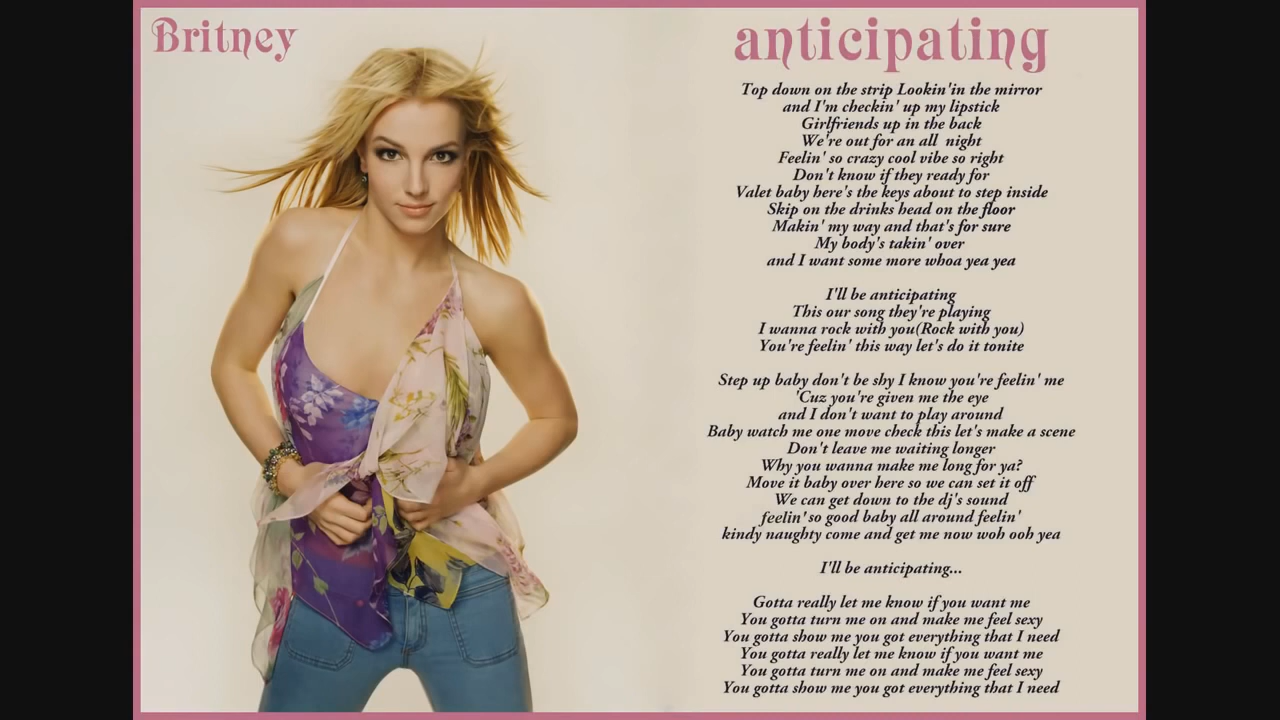 Britney
anticipating
Top down on the strip Lookin'in the mirror
and I'm checkin' up my lipstick
Girlfriends up in the back
We're out for an all night
Feelin' so crazy cool vibe so right
Don't know if they ready for
Valet baby here's the keys about to step inside
Skip on the drinks head on the floor
Makin' my way and that's for sure
My body's takin' over
and I want some more whoa yea yea
I'll be anticipating
This our song they're playing
I wanna rock with you(Rock with you)
You're feelin' this way let's do it tonite
Step up baby don't be shy I know you're feelin' me
'Cuz you're given me the eye
and I don't want to play around
Baby watch me one move check this let's make a scene
Don't leave me waiting longer
Why you wanna make me long for ya?
Move it baby over here so we can set it off
We can get down to the dj's sound
feelin' so good baby all around feelin'
kindy naughty come and get me now woh ooh yea
I'll be anticipating...
Gotta really let me know if you want me
You gotta turn me on and make me feel sexy
You gotta show me you got everything that I need
You gotta really let me know if you want me
You gotta turn me on and make me feel sexy
You gotta show me you got everything that I need